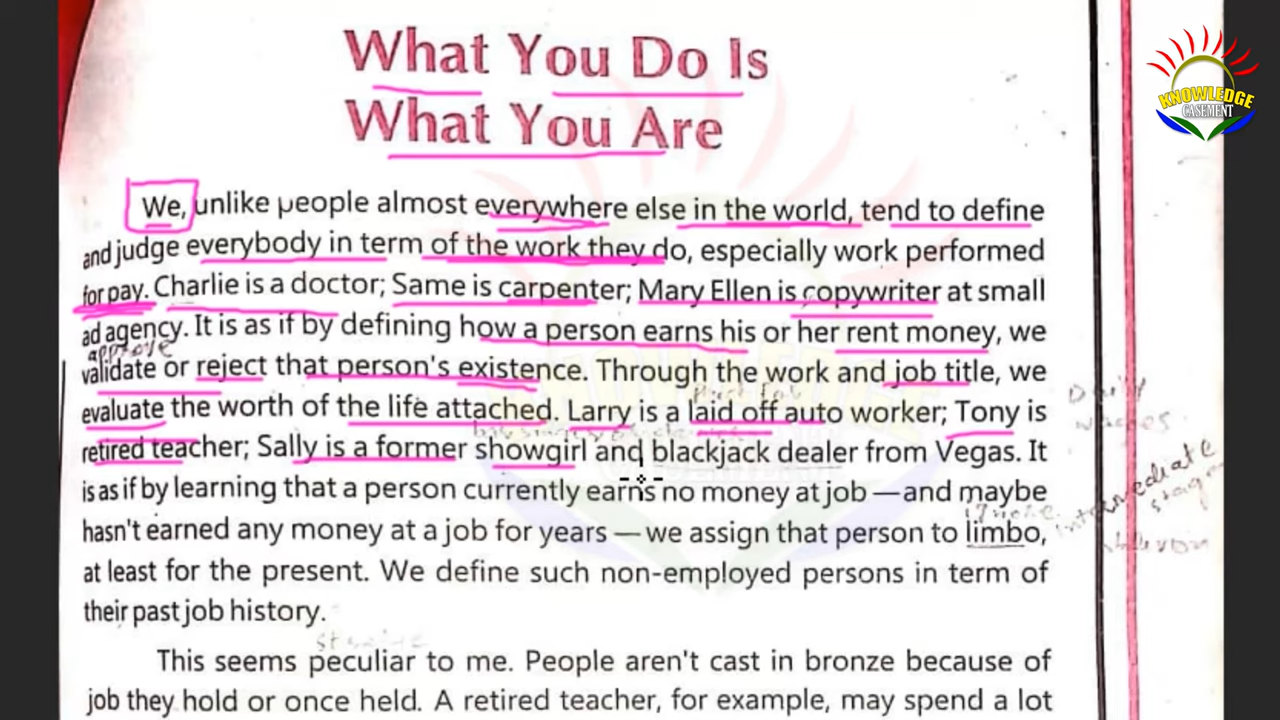 What You Do Is
What You Are
KNOWLEDGE
CASEMENT
We, unlike people almost everywhere else in the world, tend to define
and judge everybody in term of the work they do, especially work performed
for pay. Charlie is a doctor; Same is carpenter; Mary Ellen is copywriter at small
ad agency. It is as if by defining how a person earns his or her rent money, we
approve
validate or reject that person's existence. Through the work and job title, we
evaluate the worth of the life attached. Larry is a laid off auto worker; Tony is
retired teacher; Sally is a former showgirl and blackjack dealer from Vegas. It
is as if by learning that a person currently earns no money at job —and maybe
hasn't earned any money at a job for years — we assign that person to limbo,
at least for the present. We define such non-employed persons in term of
their past job history.
This seems peculiar to me. People aren't cast in bronze because of
job they hold or once held. A retired teacher, for example, may spend a lot
Daily
intermediate